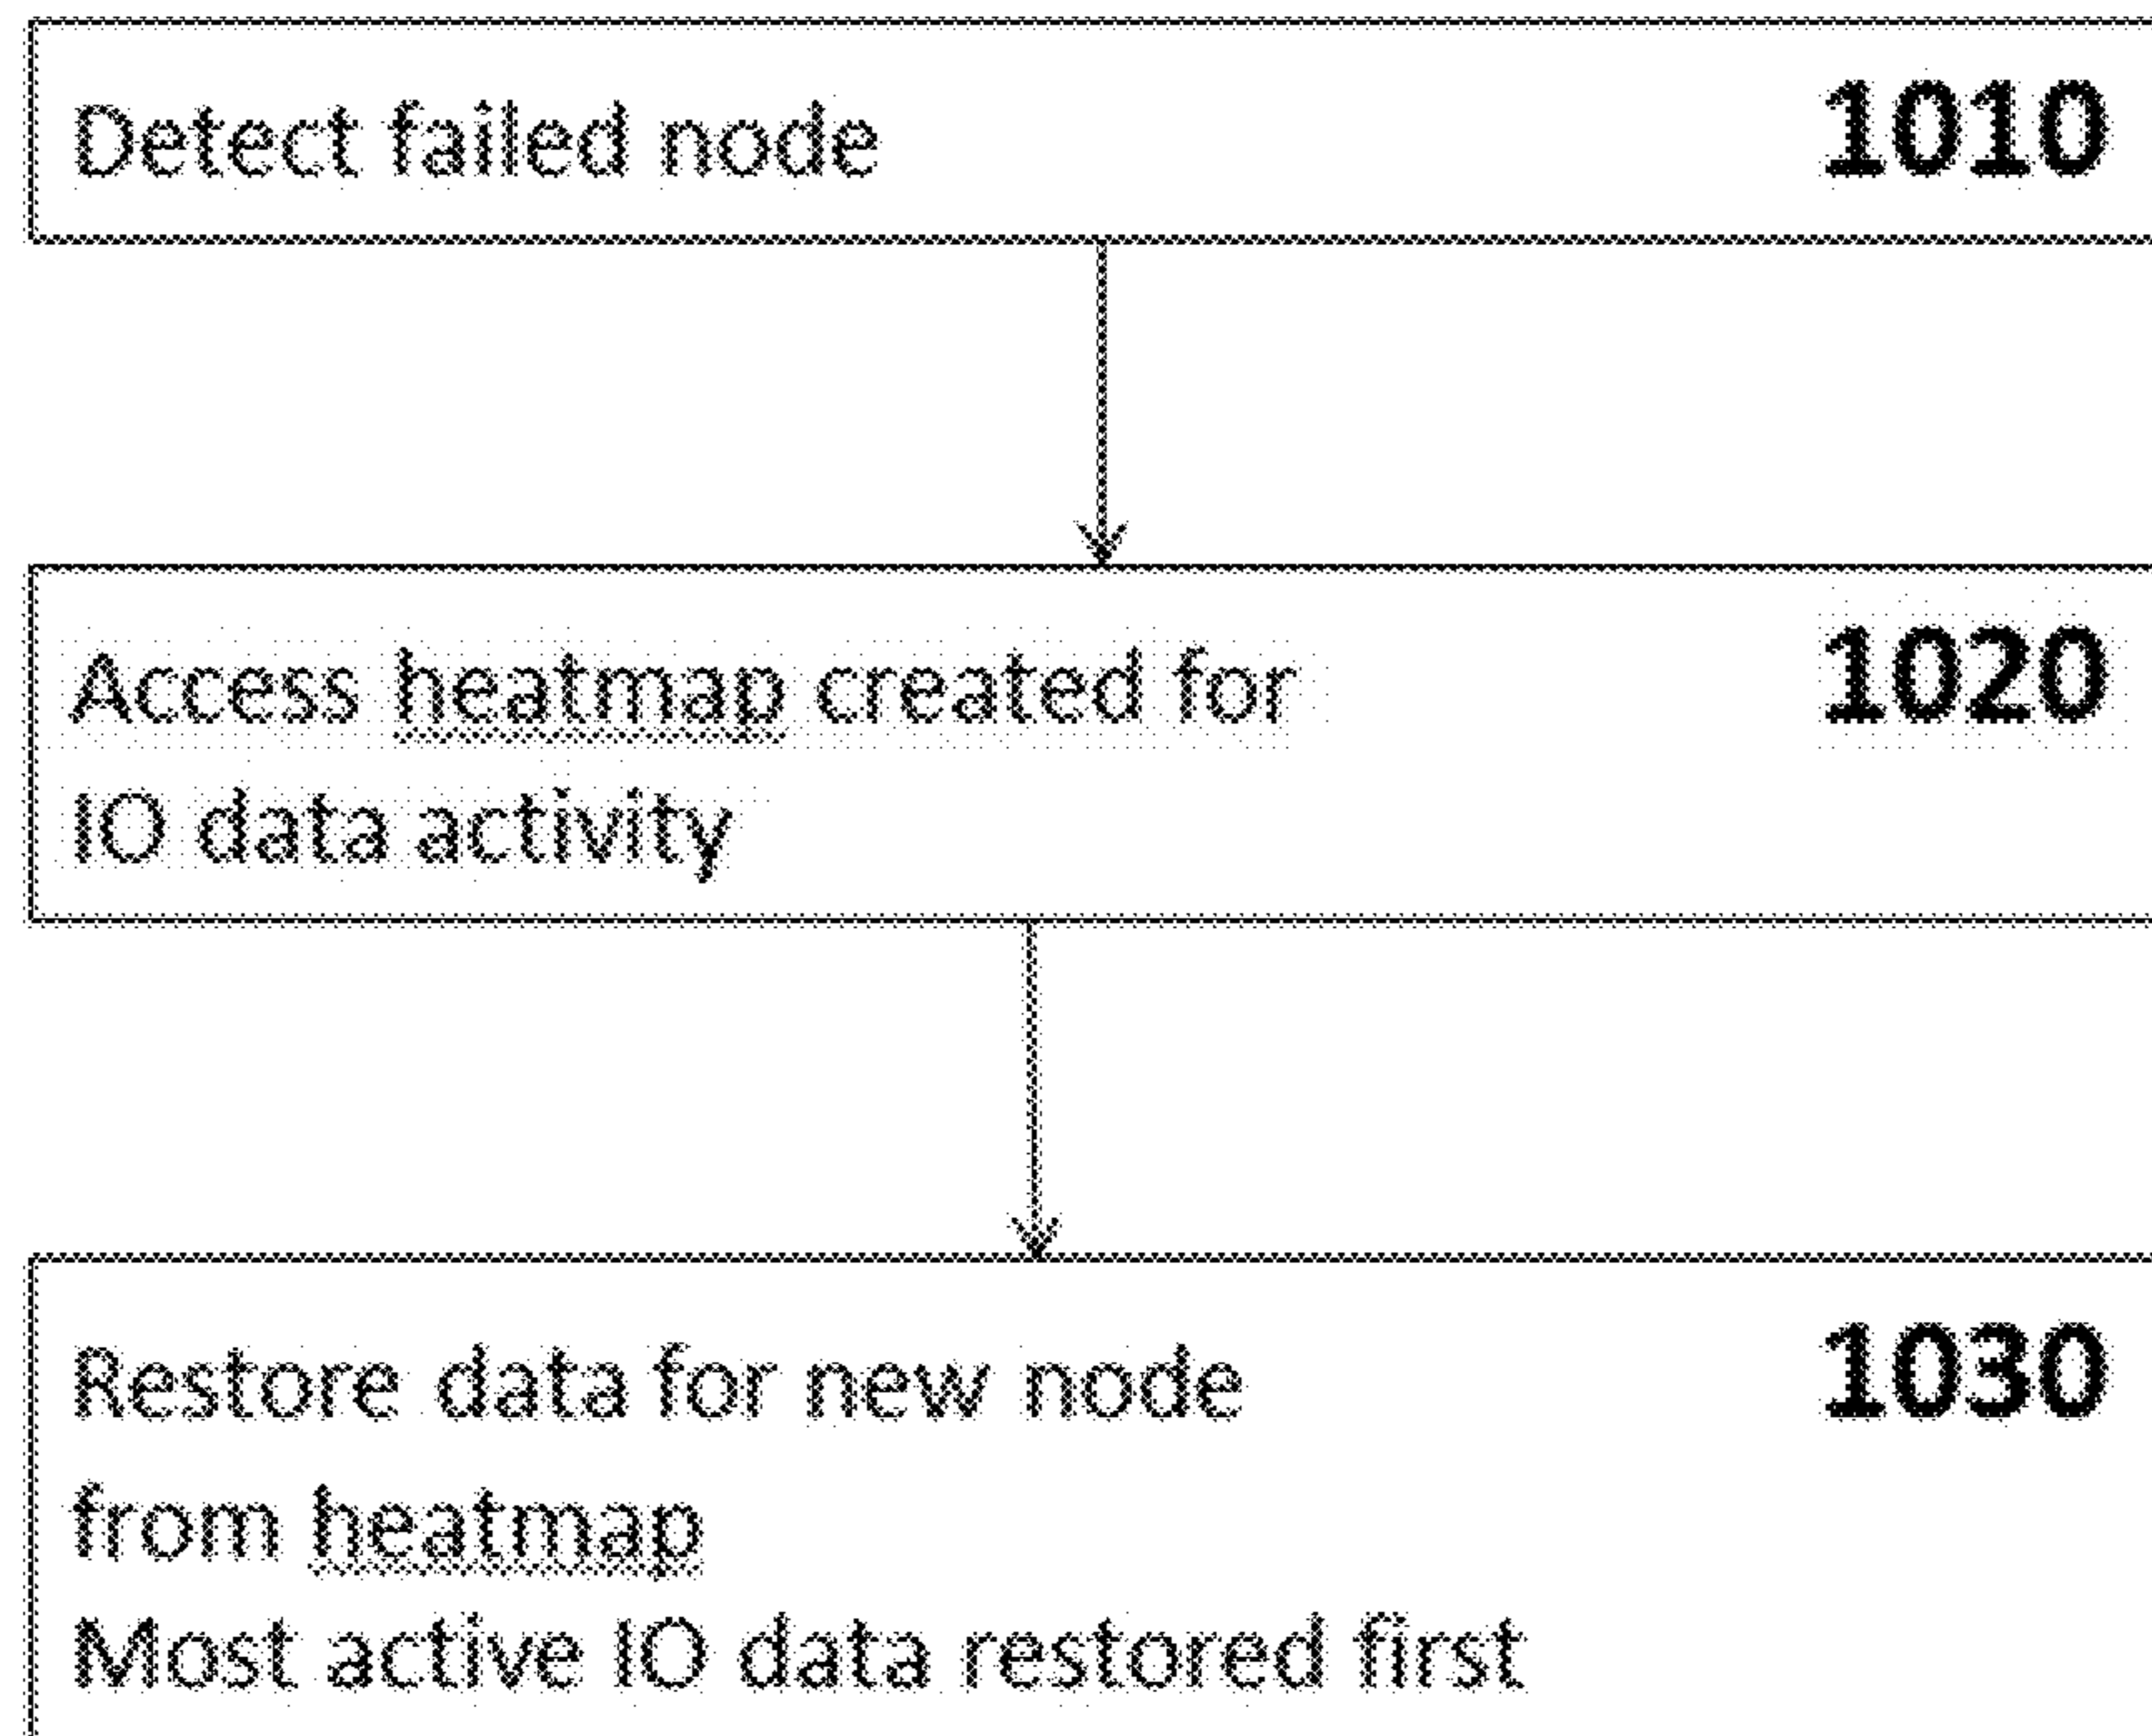 Detect failed node 1010
Access heatmap created for 1020
IO data activity
Restore data for new node 1030
from heatmap
Most active IO data restored first